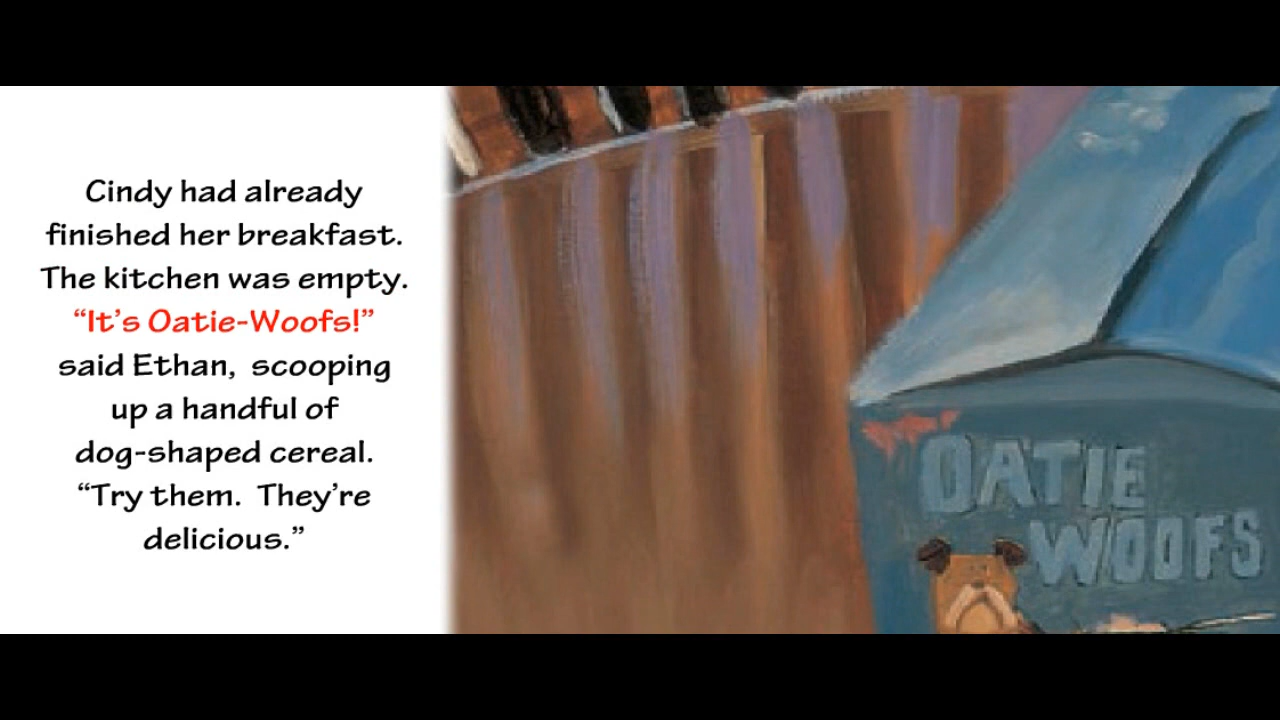 Cindy had already
finished her breakfast.
The kitchen was empty.
“It’s Oatie-Woofs!”
said Ethan,  scooping
up a handful of
dog-shaped cereal.
“Try them.  They’re
delicious.”
OATIE
WOOFS